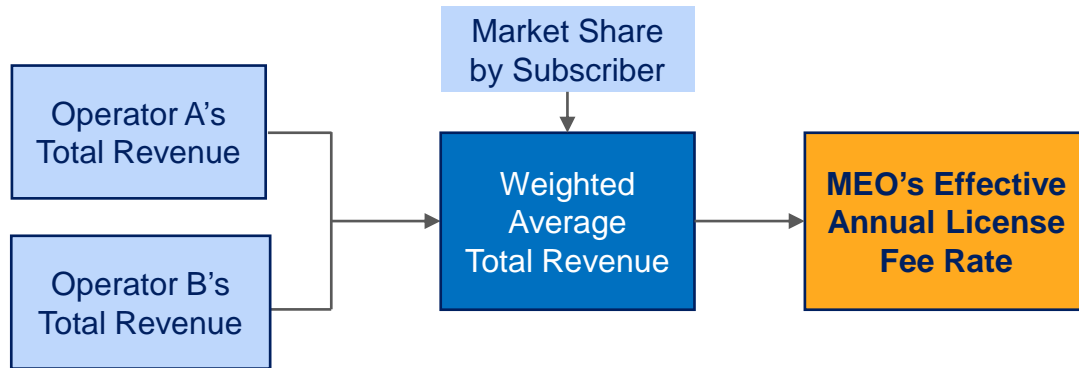 Market Share
by Subscriber
Operator A’s
Total Revenue
Weighted
Average
Total Revenue
MEO’s Effective
Annual License
Fee Rate
Operator B’s
Total Revenue